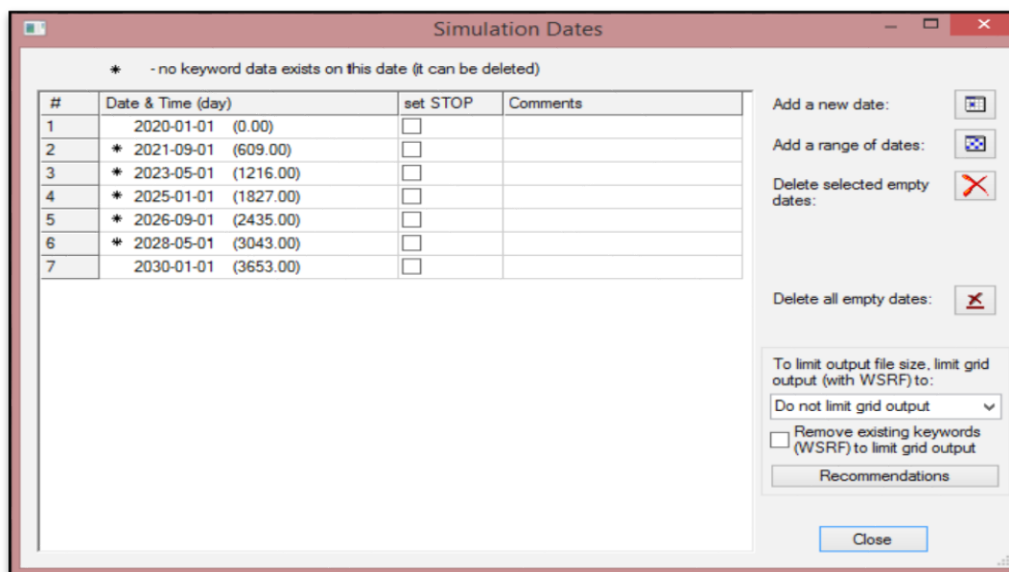 Simulation Dates
* - no keyword data exists on this date (it can be deleted)
# Date & Time (day) set STOP Comments
1 2020-01-01 (0.00)
2 * 2021-09-01 (609.00)
3 * 2023-05-01 (1216.00)
4 * 2025-01-01 (1827.00)
5 * 2026-09-01 (2435.00)
6 * 2028-05-01 (3043.00)
7 2030-01-01 (3653.00)
Add a new date:
Add a range of dates:
Delete selected empty
dates:
Delete all empty dates:
To limit output file size, limit grid
output (with WSRF) to:
Do not limit grid output
Remove existing keywords
(WSRF) to limit grid output
Recommendations
Close